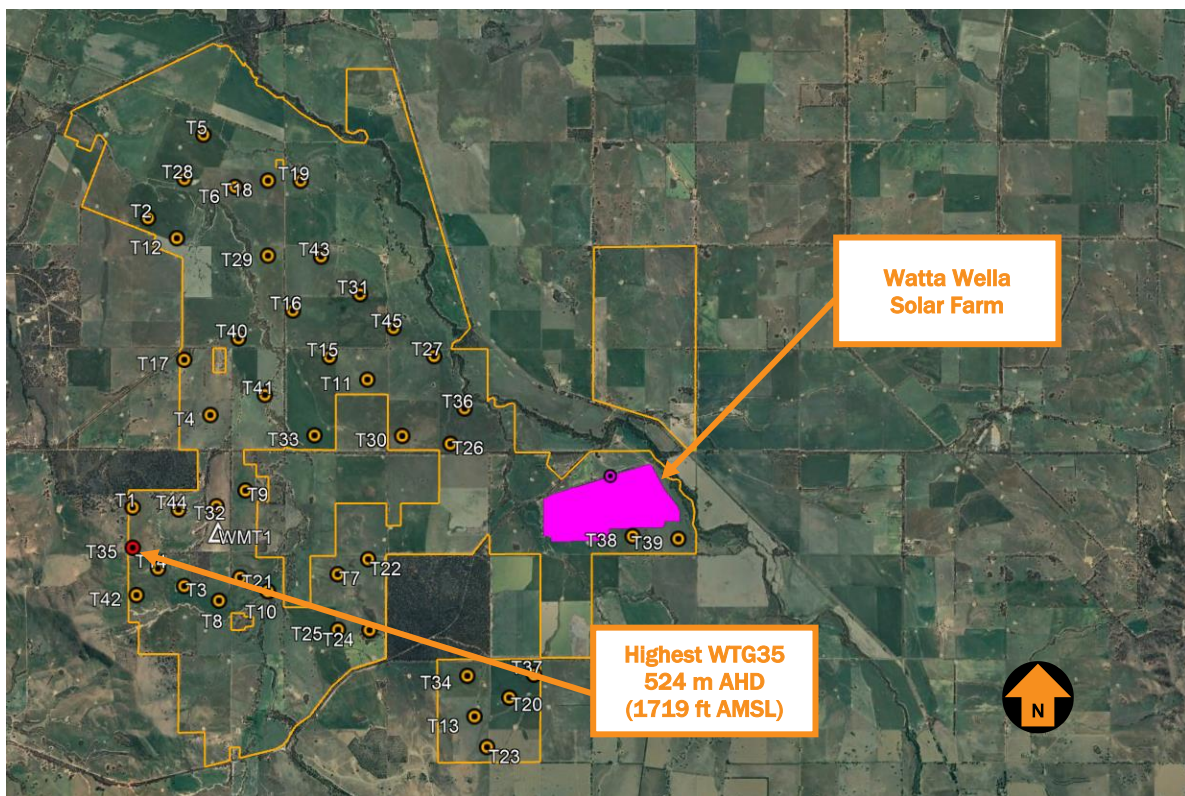 T5
T28
T6
T18
T19
T2
T12
T29
T43
T31
T16
T45
T40
T15
T27
T17
T11
T41
T36
T4
T33
T30
T26
Watta Wella
Solar Farm
T1
T44
T32
T9
WMT1
T38
T39
T35
T14
T22
T7
T3
T21
T42
T8
T10
T25
T24
T34
T37
T20
T13
T23
Highest WTG35
524 m AHD
(1719 ft AMSL)
N